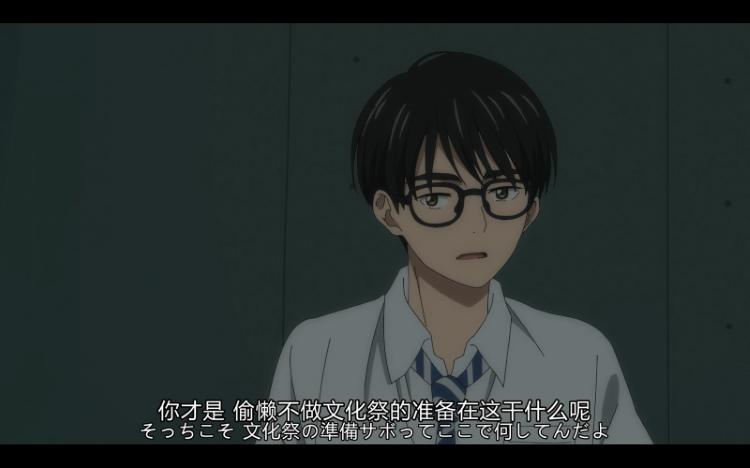 你才是 偷懒不做文化祭的准备在这干什么呢
そっちこそ 文化祭の準備サボってここで何してんだよ